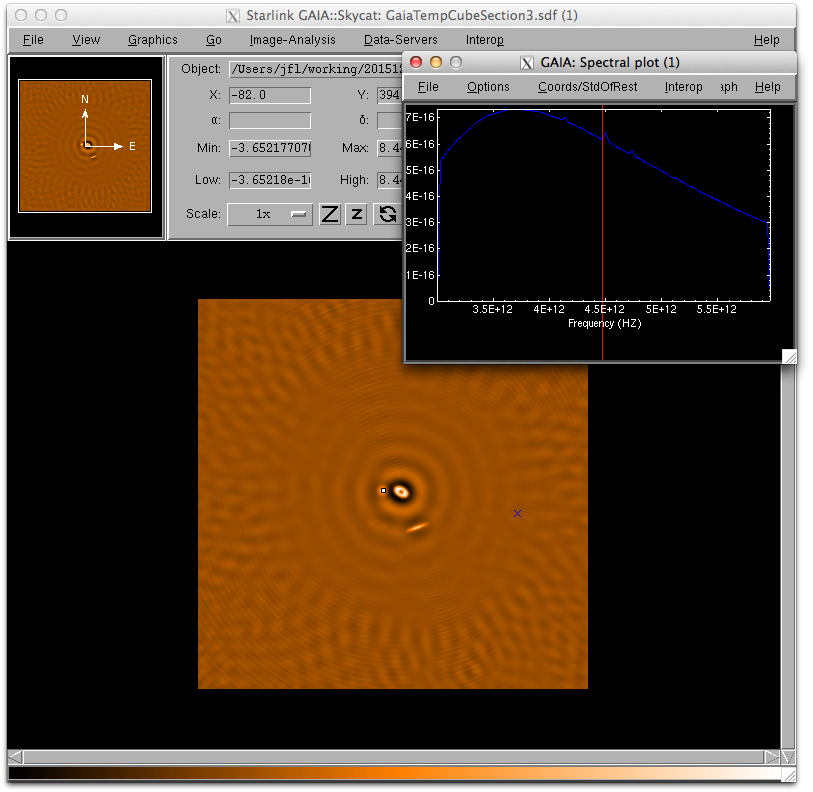 Starlink GAIA::Skycat: GaiaTempCubeSection3.sdf (1)
File View Graphics Go Image-Analysis Data-Servers Interop Help
N
E
Object: /Users/jfl/working/201512
X: -82.0 Y: 394
α: δ:
Min: -3.65217707 Max: 8.44
Low: -3.65218e-1 High: 8.44
Scale: 1x Z z
GAIA: Spectral plot (1)
File Options Coords/StdOfRest Interop aph Help
7E-16
6E-16
5E-16
4E-16
3E-16
2E-16
1E-16
0
3.5E+12 4E+12 4.5E+12 5E+12 5.5E+12
Frequency (HZ)